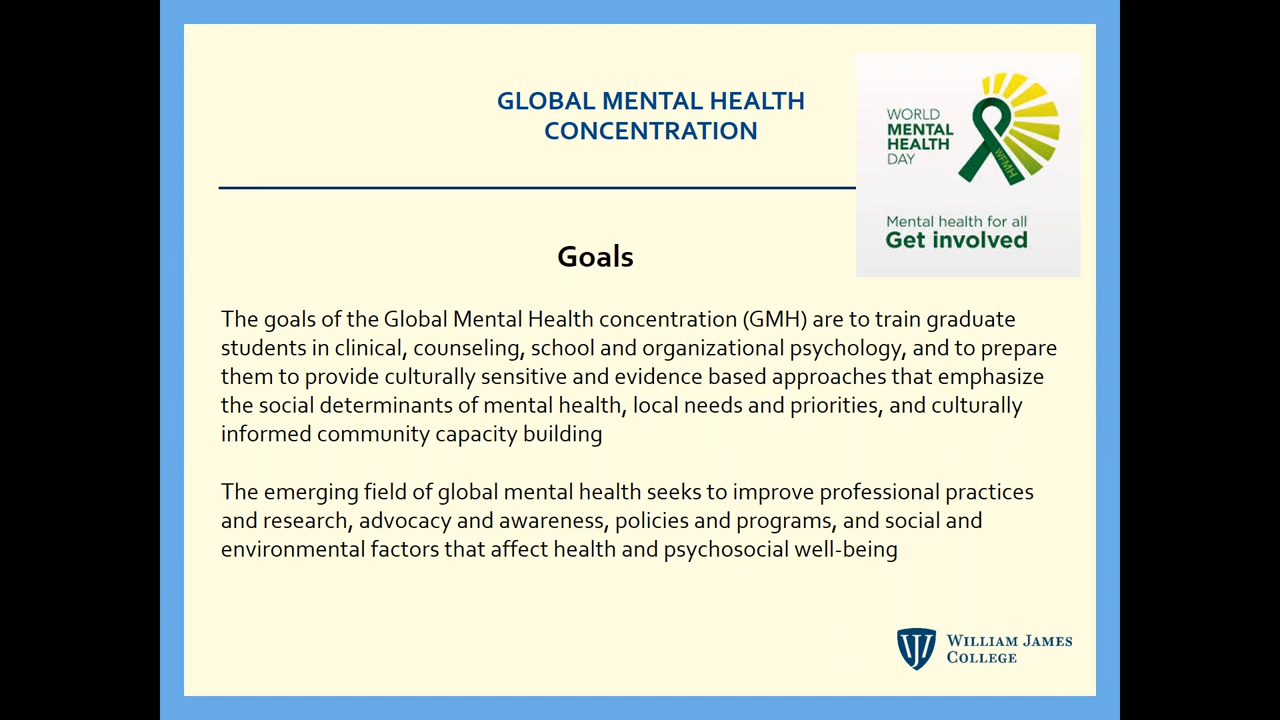 GLOBAL MENTAL HEALTH
CONCENTRATION
WORLD
MENTAL
HEALTH
DAY
WFMH
Mental health for all
Get involved
Goals
The goals of the Global Mental Health concentration (GMH) are to train graduate
students in clinical, counseling, school and organizational psychology, and to prepare
them to provide culturally sensitive and evidence based approaches that emphasize
the social determinants of mental health, local needs and priorities, and culturally
informed community capacity building
The emerging field of global mental health seeks to improve professional practices
and research, advocacy and awareness, policies and programs, and social and
environmental factors that affect health and psychosocial well-being
WILLIAM JAMES
COLLEGE